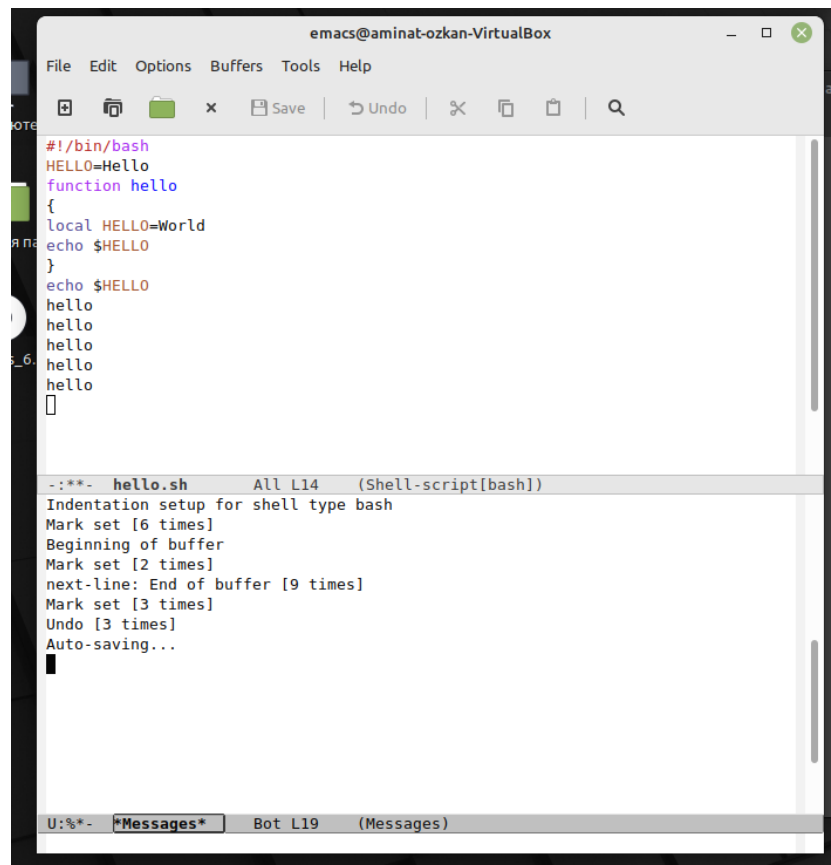 emacs@aminat-ozkan-VirtualBox
File Edit Options Buffers Tools Help
Save Undo
#!/bin/bash
HELLO=Hello
function hello
{
local HELLO=World
echo $HELLO
}
echo $HELLO
hello
hello
hello
hello
hello
-:**- hello.sh All L14 (Shell-script[bash])
Indentation setup for shell type bash
Mark set [6 times]
Beginning of buffer
Mark set [2 times]
next-line: End of buffer [9 times]
Mark set [3 times]
Undo [3 times]
Auto-saving...
U:%*- *Messages* Bot L19 (Messages)